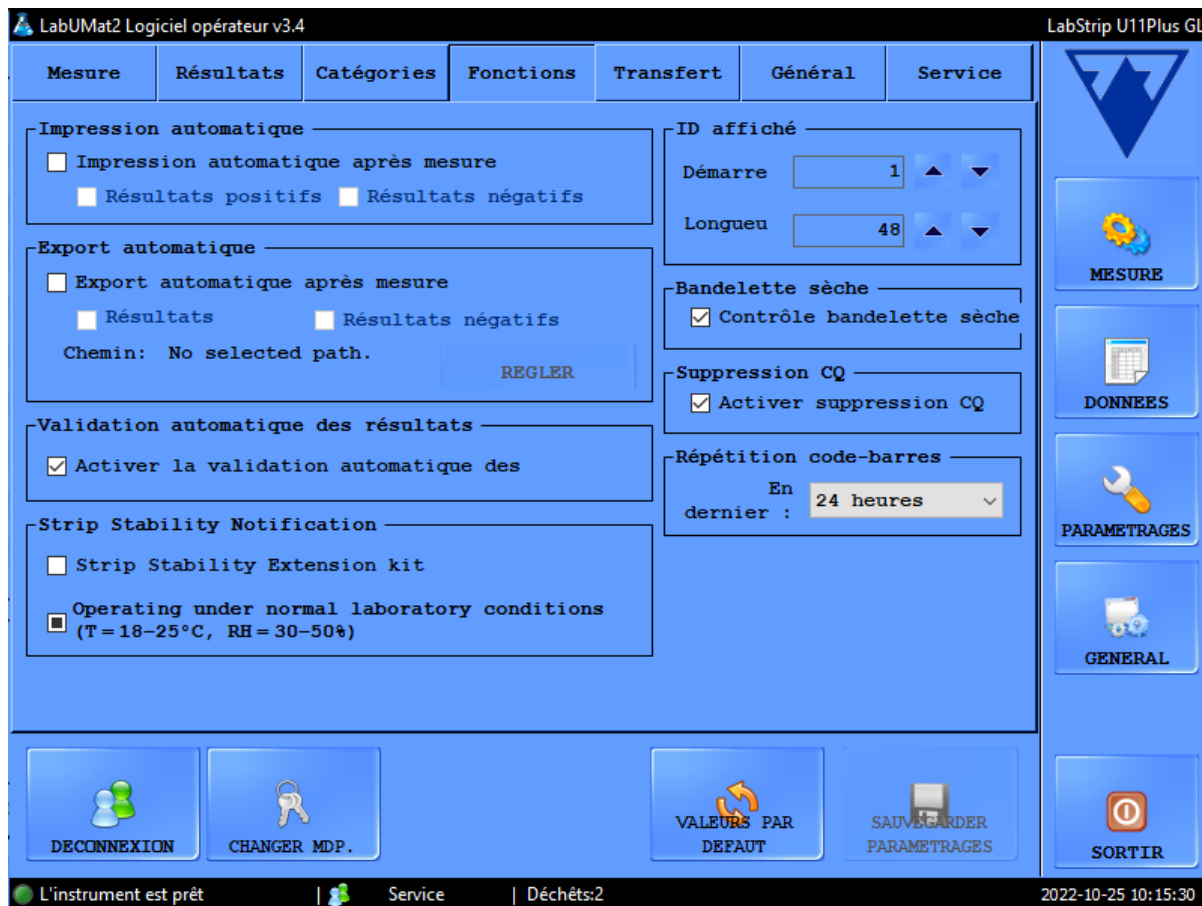 LabUMat2 Logiciel opérateur v3.4
LabStrip U11Plus GL
Mesure
Résultats
Catégories
Fonctions
Transfert
Général
Service
Impression automatique
Impression automatique après mesure
Résultats positifs
Résultats négatifs
Export automatique
Export automatique après mesure
Résultats
Résultats négatifs
Chemin: No selected path.
REGLER
Validation automatique des résultats
Activer la validation automatique des
Strip Stability Notification
Strip Stability Extension kit
Operating under normal laboratory conditions
(T = 18-25°C, RH = 30-50%)
ID affiché
Démarre
1
Longueu
48
Bandelette sèche
Contrôle bandelette sèche
Suppression CQ
Activer suppression CQ
Répétition code-barres
En
dernier :
24 heures
MESURE
DONNEES
PARAMETRAGES
GENERAL
SORTIR
DECONNEXION
CHANGER MDP.
VALEURS PAR
DEFAUT
SAUVEGARDER
PARAMETRAGES
L'instrument est prêt
| Service
| Déchêts:2
2022-10-25 10:15:30